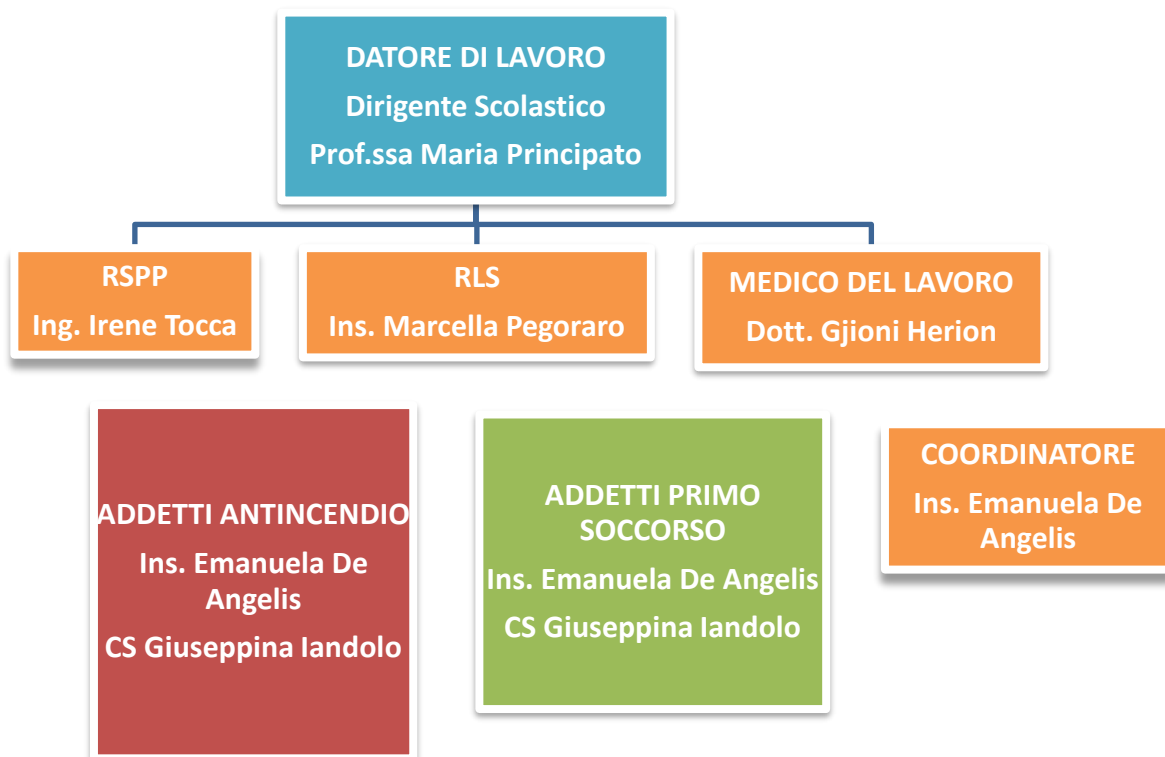 DATORE DI LAVORO
Dirigente Scolastico
Prof.ssa Maria Principato
RSPP
Ing. Irene Tocca
RLS
Ins. Marcella Pegoraro
MEDICO DEL LAVORO
Dott. Gjioni Herion
ADDETTI ANTINCENDIO
Ins. Emanuela De
Angelis
CS Giuseppina Iandolo
ADDETTI PRIMO
SOCCORSO
Ins. Emanuela De Angelis
CS Giuseppina Iandolo
COORDINATORE
Ins. Emanuela De
Angelis